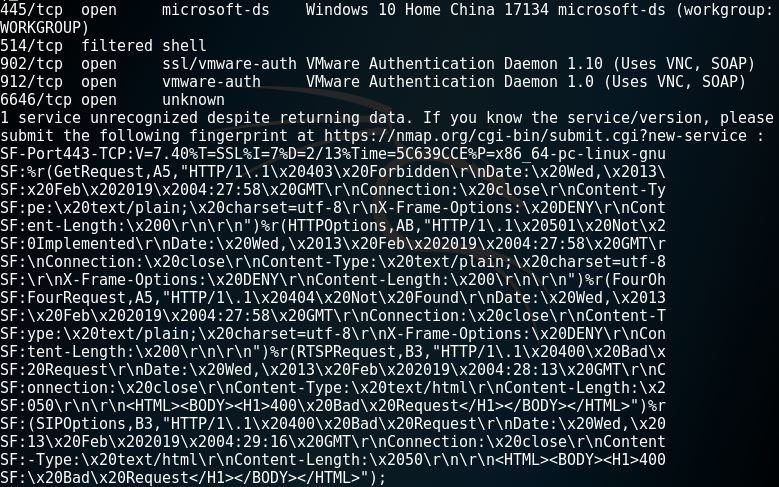 445/tcp  open     microsoft-ds    Windows 10 Home China 17134 microsoft-ds (workgroup:
WORKGROUP)
514/tcp  filtered shell
902/tcp  open     ssl/vmware-auth VMware Authentication Daemon 1.10 (Uses VNC, SOAP)
912/tcp  open     vmware-auth     VMware Authentication Daemon 1.0 (Uses VNC, SOAP)
6646/tcp open     unknown
1 service unrecognized despite returning data. If you know the service/version, please
submit the following fingerprint at https://nmap.org/cgi-bin/submit.cgi?new-service :
SF-Port443-TCP:V=7.40%T=SSL%I=7%D=2/13%Time=5C639CCE%P=x86_64-pc-linux-gnu
SF:%r(GetRequest,A5,"HTTP/1\.1\x20403\x20Forbidden\r\nDate:\x20Wed,\x2013\
SF:x20Feb\x202019\x2004:27:58\x20GMT\r\nConnection:\x20close\r\nContent-Ty
SF:pe:\x20text/plain;\x20charset=utf-8\r\nX-Frame-Options:\x20DENY\r\nCont
SF:ent-Length:\x200\r\n\r\n")%r(HTTPOptions,AB,"HTTP/1\.1\x20501\x20Not\x2
SF:0Implemented\r\nDate:\x20Wed,\x2013\x20Feb\x202019\x2004:27:58\x20GMT\r
SF:\nConnection:\x20close\r\nContent-Type:\x20text/plain;\x20charset=utf-8
SF:\r\nX-Frame-Options:\x20DENY\r\nContent-Length:\x200\r\n\r\n")%r(FourOh
SF:FourRequest,A5,"HTTP/1\.1\x20404\x20Not\x20Found\r\nDate:\x20Wed,\x2013
SF:\x20Feb\x202019\x2004:27:58\x20GMT\r\nConnection:\x20close\r\nContent-T
SF:ype:\x20text/plain;\x20charset=utf-8\r\nX-Frame-Options:\x20DENY\r\nCon
SF:tent-Length:\x200\r\n\r\n")%r(RTSPRequest,B3,"HTTP/1\.1\x20400\x20Bad\x
SF:20Request\r\nDate:\x20Wed,\x2013\x20Feb\x202019\x2004:28:13\x20GMT\r\nC
SF:onnection:\x20close\r\nContent-Type:\x20text/html\r\nContent-Length:\x2
SF:050\r\n\r\n<HTML><BODY><H1>400\x20Bad\x20Request</H1></BODY></HTML>")%r
SF:(SIPOptions,B3,"HTTP/1\.1\x20400\x20Bad\x20Request\r\nDate:\x20Wed,\x20
SF:13\x20Feb\x202019\x2004:29:16\x20GMT\r\nConnection:\x20close\r\nContent
SF:-Type:\x20text/html\r\nContent-Length:\x2050\r\n\r\n<HTML><BODY><H1>400
SF:\x20Bad\x20Request</H1></BODY></HTML>");